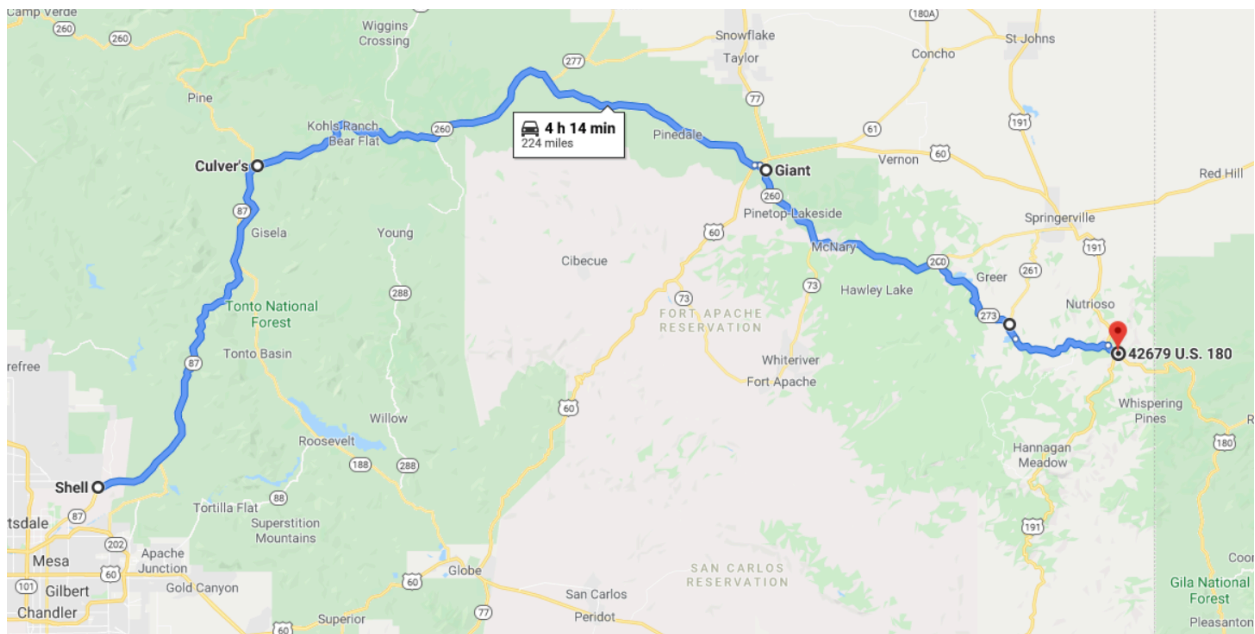 Camp Verde
260
260
Wiggins
Crossing
277
Snowflake
Taylor
180A
Concho
St Johns
Pine
77
191
Kohls Ranch
Bear Flat
260
4 h 14 min
224 miles
Pinedale
61
Vernon
60
Culver's
Giant
Red Hill
87
Gisela
Young
260
Pinetop-Lakeside
60
Springerville
191
McNary
Cibecue
260
Greer
261
288
73
Hawley Lake
73
Nutrioso
Tonto National
Forest
FORT APACHE
RESERVATION
273
Tonto Basin
87
Whiteriver
Fort Apache
42679 U.S. 180
refree
60
Willow
Whispering
Pines
Roosevelt
Hannagan
Meadow
180
188
288
Shell
87
Tortilla Flat
88
Superstition
Mountains
tsdale
191
202
Mesa
Apache
Junction
60
101
Gilbert
Gold Canyon
Chandler
Globe
60
SAN CARLOS
RESERVATION
San Carlos
Peridot
Superior
60
77
Gila National
Forest
Pleasanton